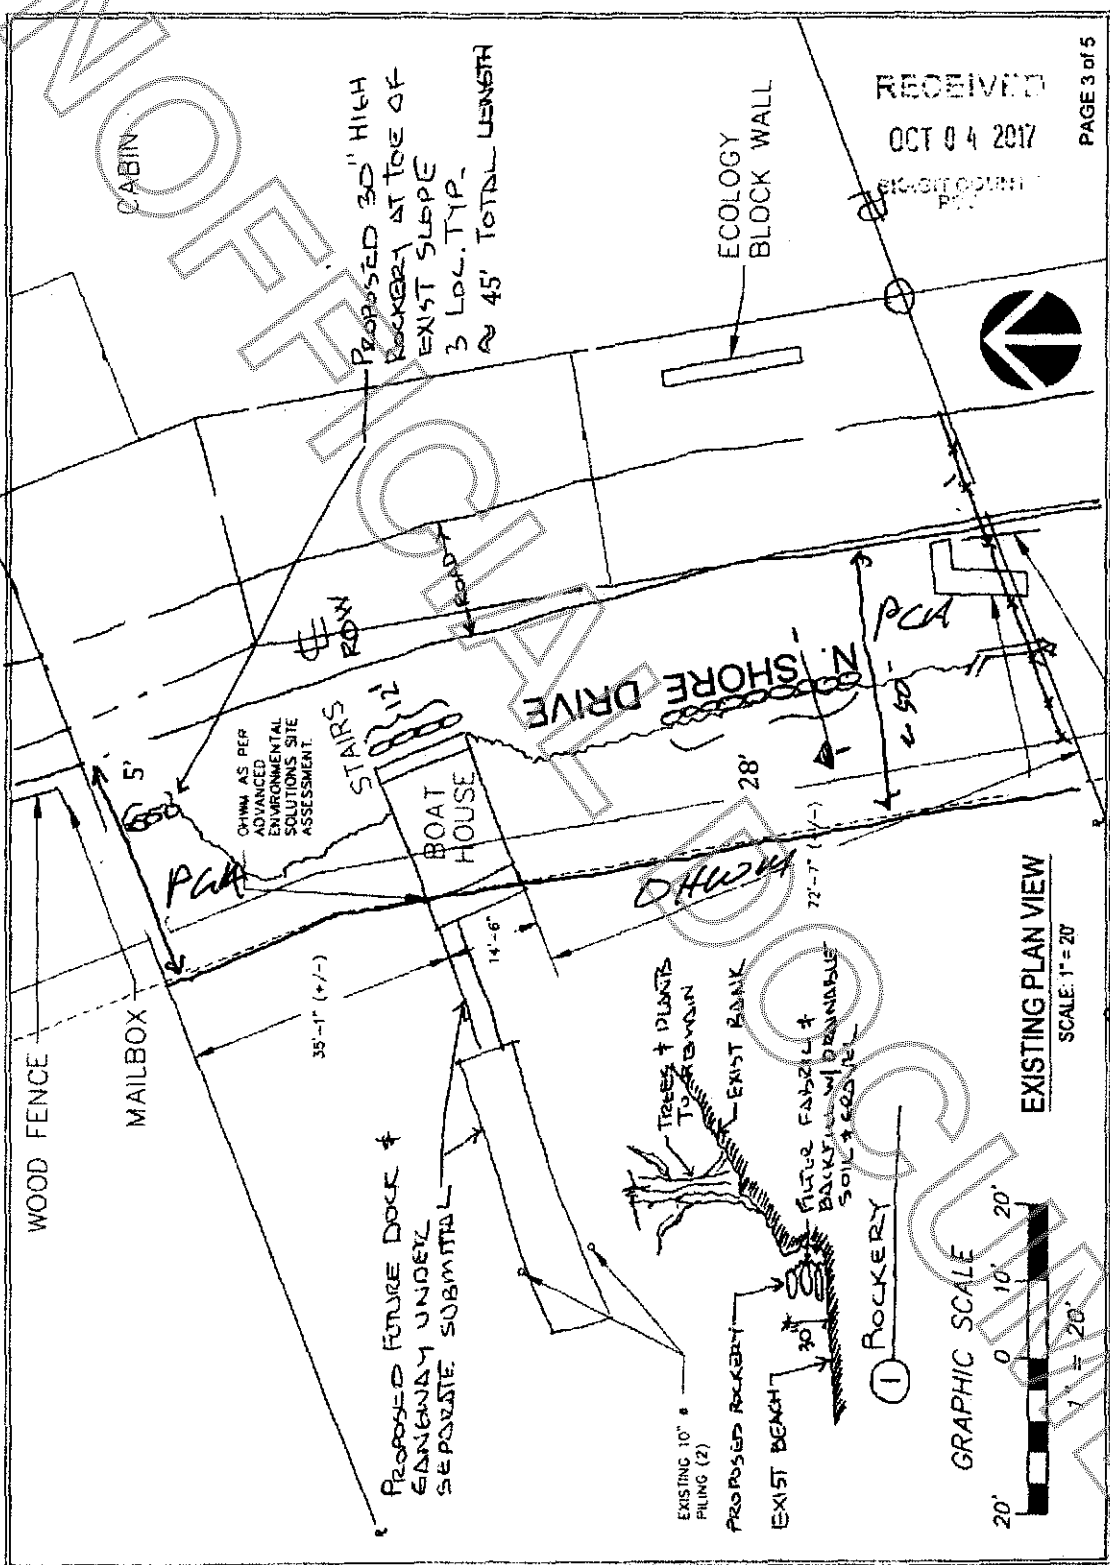 WOOD FENCE
MAILBOX
CABIN
PROPOSED 30" HIGH
ROCKERY AT TOE OF
EXIST SLOPE
3 LOC. TYP.
≈ 45' TOTAL LENGTH
5'
OHWM AS PER
ADVANCED
ENVIRONMENTAL
SOLUTIONS SITE
ASSESSMENT.
PCA
35'-1" (+/-)
STAIRS
12'
BOAT
HOUSE
14'-6"
ROW
ROAD
N. SHORE DRIVE
28'
1
OHWM
72'-7" (+/-)
50'
PCA
ECOLOGY
BLOCK WALL
PROPOSED FUTURE DOCK &
GANGWAY UNDER
SEPARATE SUBMITTAL
EXISTING 10" ø
PILING (2)
TREES & PLANTS
TO REMAIN
EXIST BANK
FILTER FABRIC &
BACKFILL W/ DRAINABLE
SOIL & GRAVEL
PROPOSED ROCKERY
30"
EXIST BEACH
1 ROCKERY
EXISTING PLAN VIEW
SCALE: 1" = 20'
GRAPHIC SCALE
20' 0 10' 20'
1" = 20'
RECEIVED
OCT 04 2017
SKAGIT COUNTY
PAGE 3 of 5
UNOFFICIAL DOCUMENT